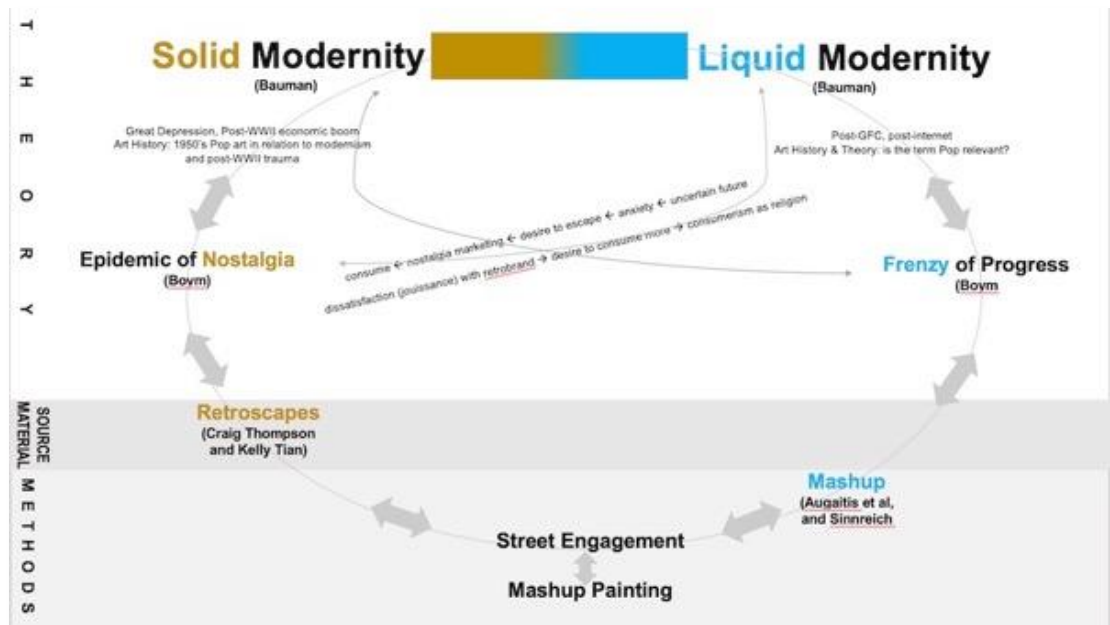 THEORY
Solid Modernity
(Bauman)
Liquid Modernity
(Bauman)
Great Depression, Post-WWII economic boom
Art History: 1950's Pop art in relation to modernism
and post-WWII trauma
Post-GFC, post-internet
Art History & Theory: is the term Pop relevant?
consume ← nostalgia marketing ← desire to escape ← anxiety ← uncertain future
dissatisfaction (jouissance) with retrobrand → desire to consume more → consumerism as religion
Epidemic of Nostalgia
(Boym)
Frenzy of Progress
(Boym
SOURCE
MATERIAL
Retroscapes
(Craig Thompson
and Kelly Tian)
METHODS
Mashup
(Augaitis et al,
and Sinnreich
Street Engagement
Mashup Painting